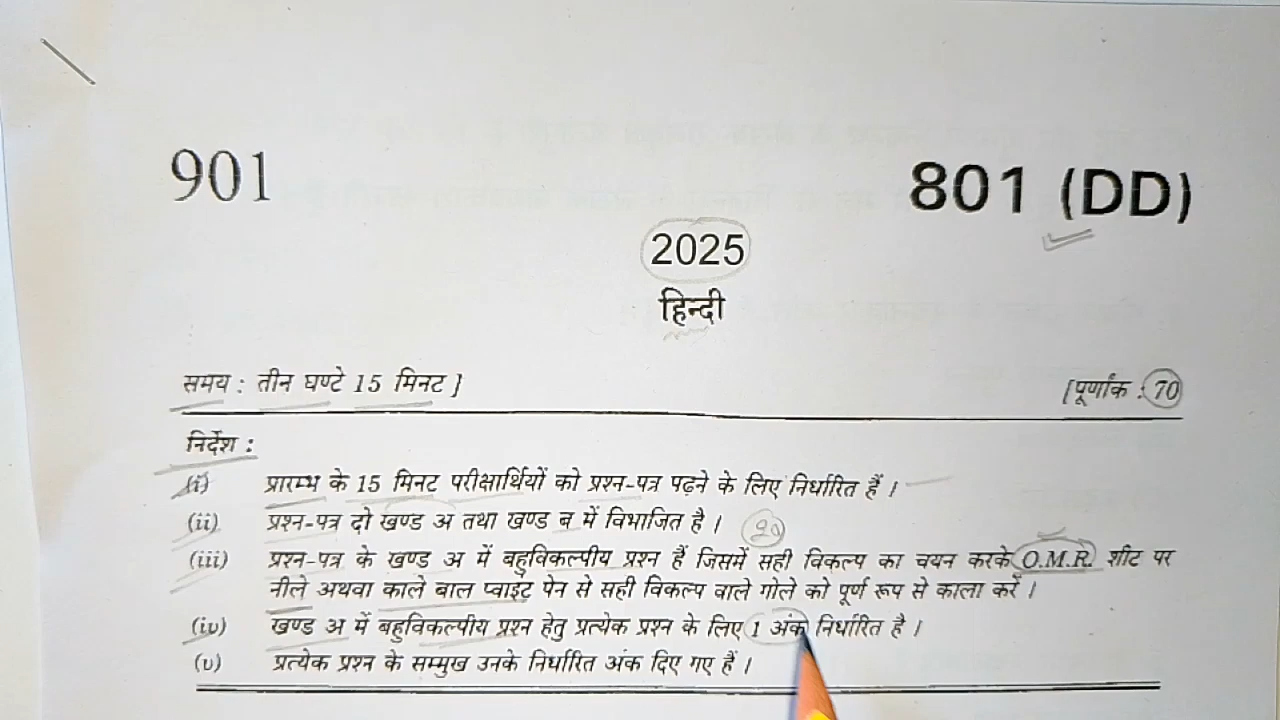 901
801 (DD)
2025
हिन्दी
समय : तीन घण्टे 15 मिनट ]
[ पूर्णांक : 70
निर्देश :
(i) प्रारम्भ के 15 मिनट परीक्षार्थियों को प्रश्न-पत्र पढ़ने के लिए निर्धारित हैं ।
(ii) प्रश्न-पत्र दो खण्ड अ तथा खण्ड ब में विभाजित है । 20
(iii) प्रश्न-पत्र के खण्ड अ में बहुविकल्पीय प्रश्न हैं जिसमें सही विकल्प का चयन करके O.M.R. शीट पर
नीले अथवा काले बाल प्वाइंट पेन से सही विकल्प वाले गोले को पूर्ण रूप से काला करें ।
(iv) खण्ड अ में बहुविकल्पीय प्रश्न हेतु प्रत्येक प्रश्न के लिए 1 अंक निर्धारित है ।
(v) प्रत्येक प्रश्न के सम्मुख उनके निर्धारित अंक दिए गए हैं ।